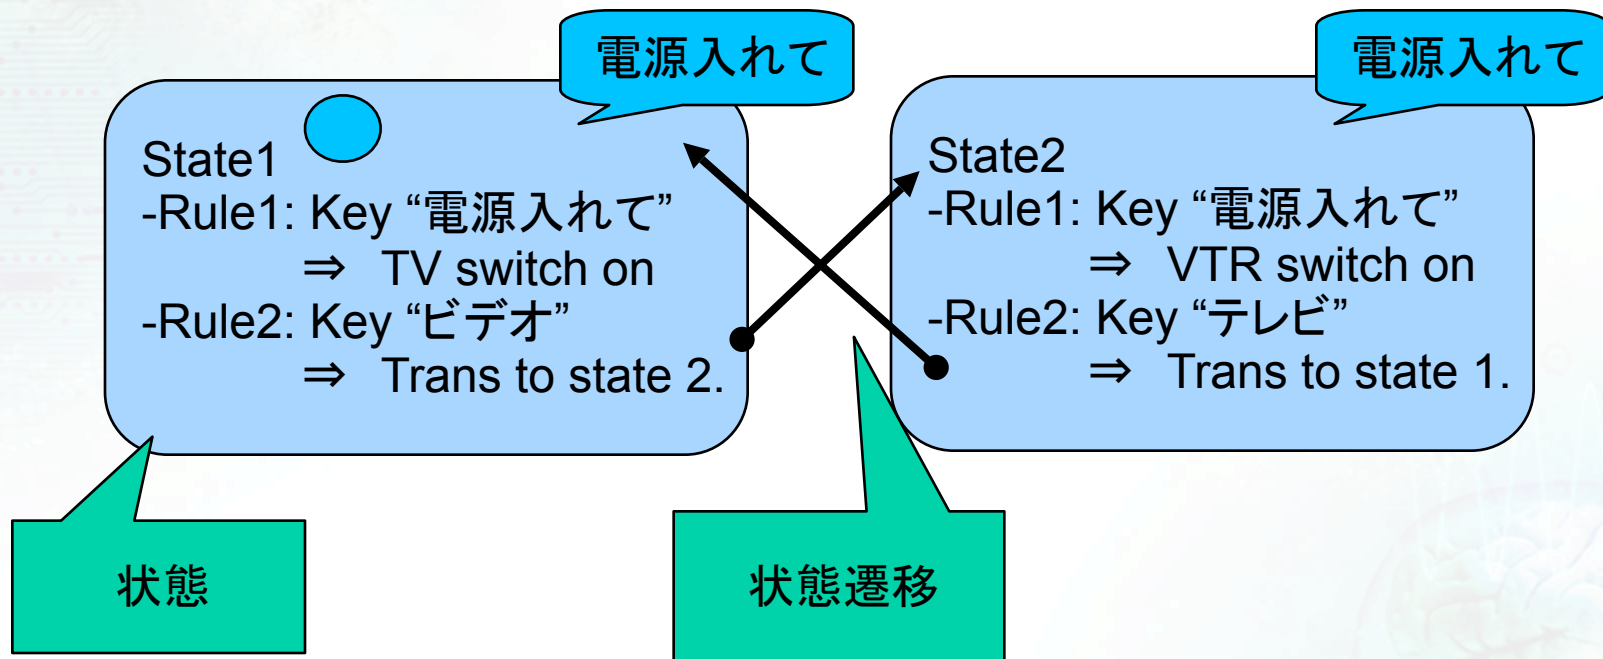 電源入れて
電源入れて
State1
-Rule1: Key “電源入れて”
⇒ TV switch on
-Rule2: Key “ビデオ”
⇒ Trans to state 2.
State2
-Rule1: Key “電源入れて”
⇒ VTR switch on
-Rule2: Key “テレビ”
⇒ Trans to state 1.
状態
状態遷移